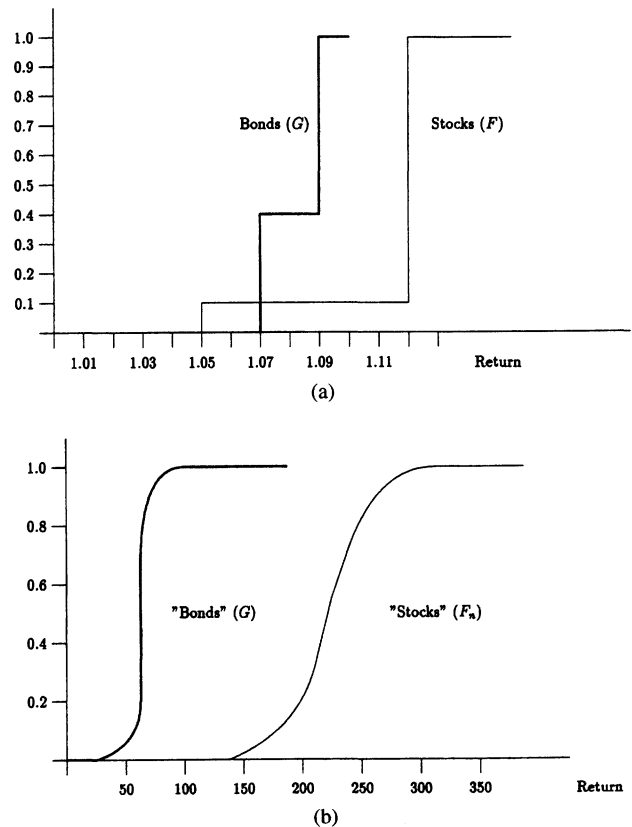 1.0
0.9
0.8
0.7
0.6
0.5
0.4
0.3
0.2
0.1
Bonds (G)
Stocks (F)
1.01 1.03 1.05 1.07 1.09 1.11 Return
(a)
1.0
0.8
0.6
0.4
0.2
"Bonds" (G)
"Stocks" (Fₙ)
50 100 150 200 250 300 350 Return
(b)